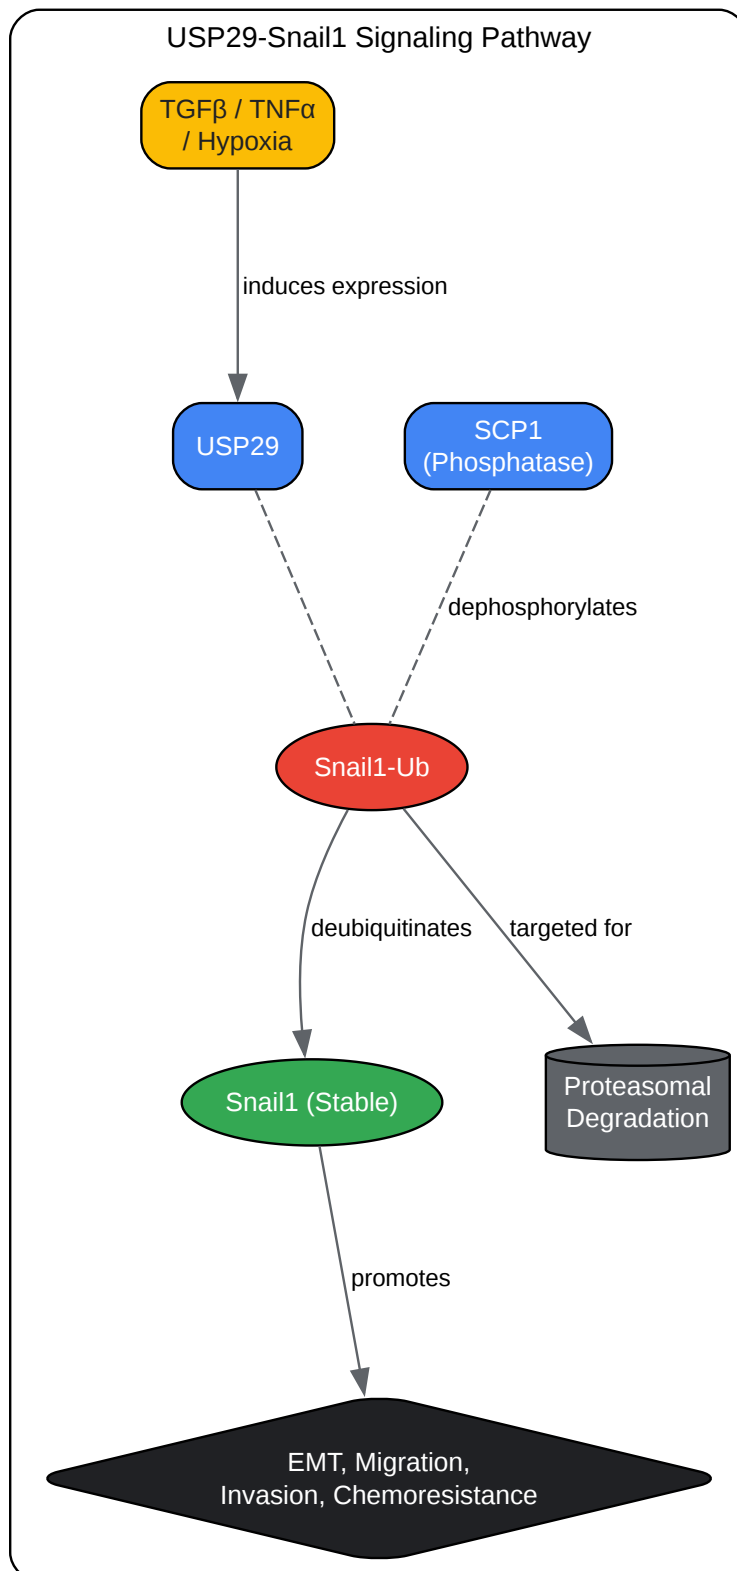 USP29-Snail1 Signaling Pathway
TGFβ / TNFα
/ Hypoxia
induces expression
USP29
SCP1
(Phosphatase)
dephosphorylates
Snail1-Ub
deubiquitinates
targeted for
Snail1 (Stable)
Proteasomal
Degradation
promotes
EMT, Migration,
Invasion, Chemoresistance